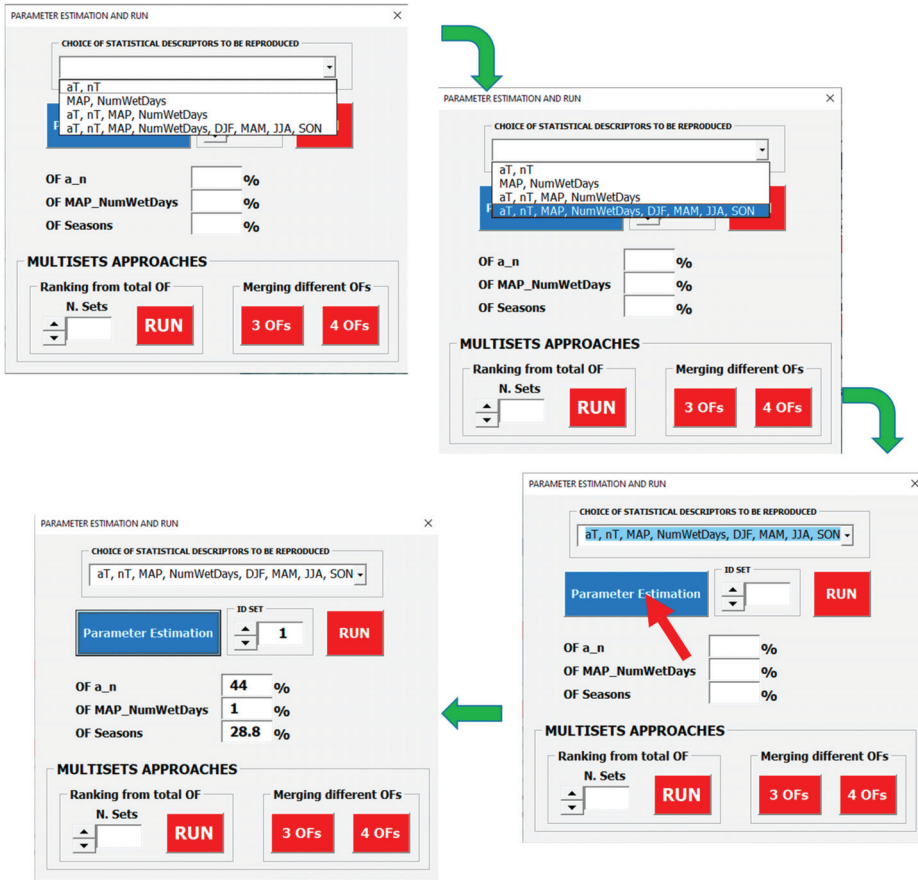 PARAMETER ESTIMATION AND RUN
CHOICE OF STATISTICAL DESCRIPTORS TO BE REPRODUCED
aT, nT
MAP, NumWetDays
aT, nT, MAP, NumWetDays
aT, nT, MAP, NumWetDays, DJF, MAM, JJA, SON
OF a_n %
OF MAP_NumWetDays %
OF Seasons %
MULTISETS APPROACHES
Ranking from total OF Merging different OFs
N. Sets
RUN 3 OFs 4 OFs
PARAMETER ESTIMATION AND RUN
CHOICE OF STATISTICAL DESCRIPTORS TO BE REPRODUCED
aT, nT
MAP, NumWetDays
aT, nT, MAP, NumWetDays
aT, nT, MAP, NumWetDays, DJF, MAM, JJA, SON
OF a_n %
OF MAP_NumWetDays %
OF Seasons %
MULTISETS APPROACHES
Ranking from total OF Merging different OFs
N. Sets
RUN 3 OFs 4 OFs
PARAMETER ESTIMATION AND RUN
CHOICE OF STATISTICAL DESCRIPTORS TO BE REPRODUCED
aT, nT, MAP, NumWetDays, DJF, MAM, JJA, SON
ID SET
Parameter Estimation RUN
OF a_n %
OF MAP_NumWetDays %
OF Seasons %
MULTISETS APPROACHES
Ranking from total OF Merging different OFs
N. Sets
RUN 3 OFs 4 OFs
PARAMETER ESTIMATION AND RUN
CHOICE OF STATISTICAL DESCRIPTORS TO BE REPRODUCED
aT, nT, MAP, NumWetDays, DJF, MAM, JJA, SON
ID SET
Parameter Estimation 1 RUN
OF a_n 44 %
OF MAP_NumWetDays 1 %
OF Seasons 28.8 %
MULTISETS APPROACHES
Ranking from total OF Merging different OFs
N. Sets
RUN 3 OFs 4 OFs